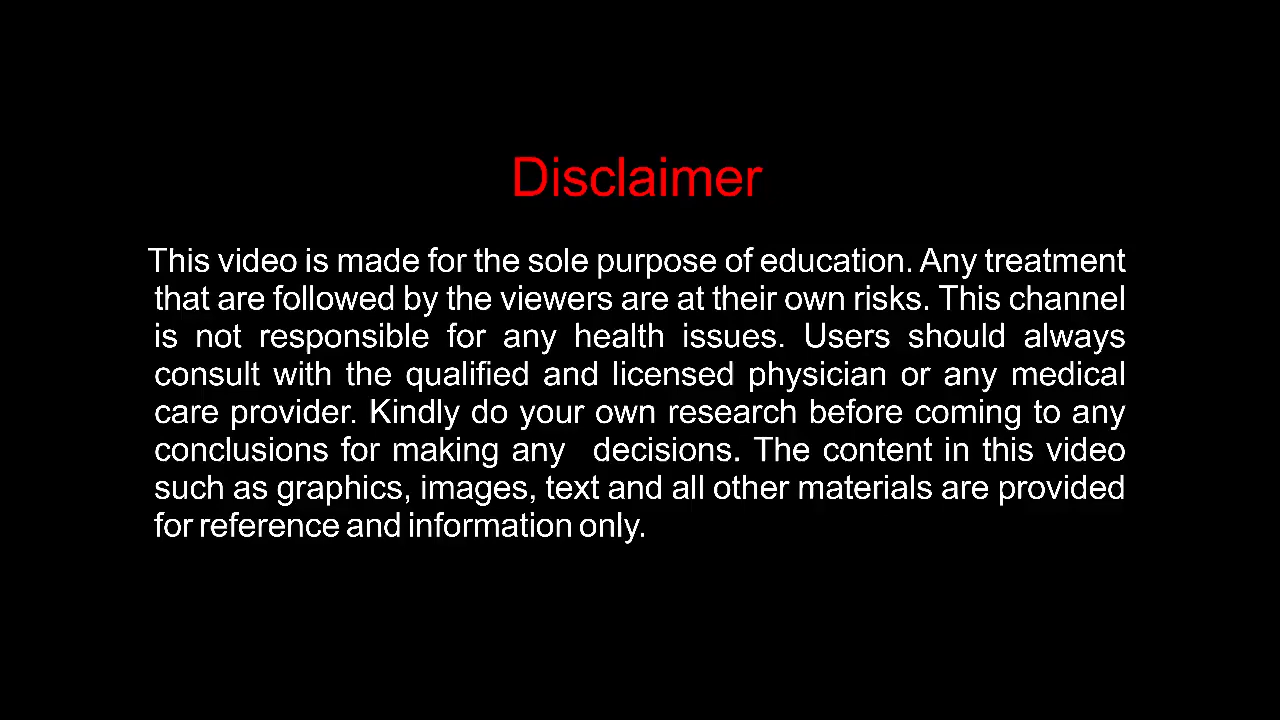 Disclaimer
This video is made for the sole purpose of education. Any treatment
that are followed by the viewers are at their own risks. This channel
is not responsible for any health issues. Users should always
consult with the qualified and licensed physician or any medical
care provider. Kindly do your own research before coming to any
conclusions for making any  decisions. The content in this video
such as graphics, images, text and all other materials are provided
for reference and information only.